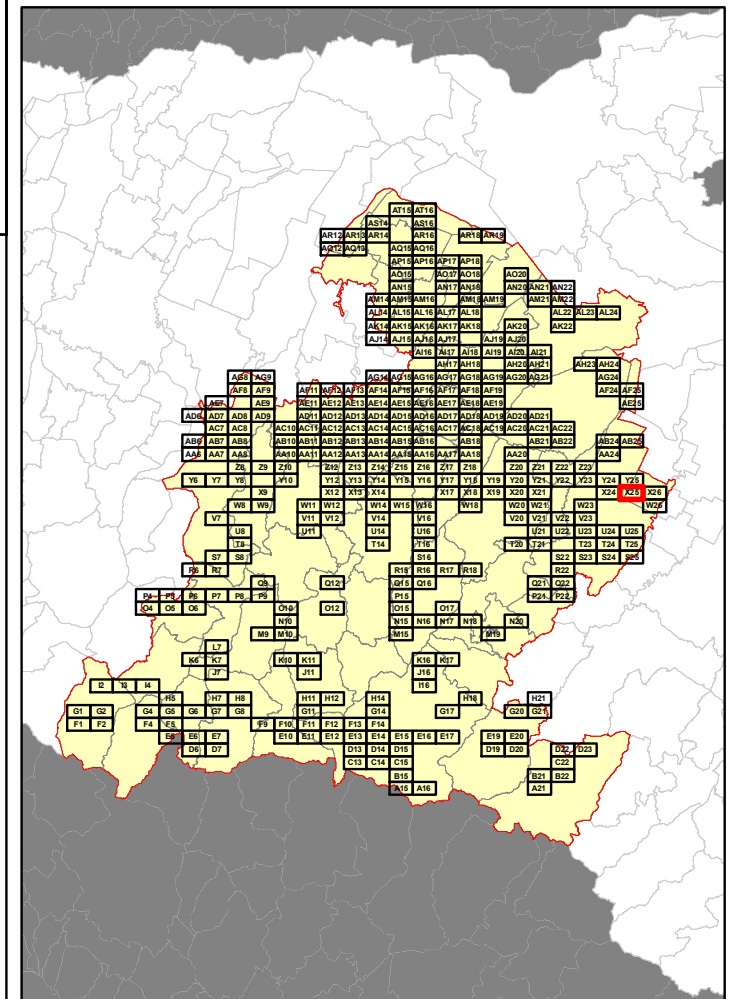 AT15 AT16
AS14 AS16
AR12 AR13 AR14 AR16 AR18 AR19
AQ12 AQ13 AQ15 AQ16
AP15 AP16 AP17 AP18
AO15 AO17 AO18 AO20
AN15 AN17 AN18 AN20 AN21 AN22
AM14 AM15 AM16 AM18 AM19 AM21 AM22
AL14 AL15 AL16 AL17 AL18 AL22 AL23 AL24
AK14 AK15 AK16 AK17 AK18 AK20 AK22
AJ14 AJ15 AJ16 AJ17 AJ19 AJ20
AI16 AI17 AI18 AI19 AI20 AI21
AH17 AH18 AH20 AH21 AH23 AH24
AG8 AG9 AG14 AG15 AG16 AG17 AG18 AG19 AG20 AG21 AG24
AF8 AF9 AF11 AF12 AF13 AF14 AF15 AF16 AF17 AF18 AF19 AF24 AF25
AE7 AE9 AE11 AE12 AE13 AE14 AE15 AE16 AE17 AE18 AE19 AE25
AD6 AD7 AD8 AD9 AD11 AD12 AD13 AD14 AD15 AD16 AD17 AD18 AD19 AD20 AD21
AC7 AC8 AC10 AC11 AC12 AC13 AC14 AC15 AC16 AC17 AC18 AC19 AC20 AC21 AC22
AB6 AB7 AB8 AB10 AB11 AB12 AB13 AB14 AB15 AB16 AB18 AB21 AB22 AB24 AB25
AA6 AA7 AA8 AA10 AA11 AA12 AA13 AA14 AA15 AA16 AA17 AA18 AA20 AA24
Z8 Z9 Z10 Z12 Z13 Z14 Z15 Z16 Z17 Z18 Z20 Z21 Z22 Z23
Y6 Y7 Y8 Y10 Y12 Y13 Y14 Y15 Y16 Y17 Y18 Y19 Y20 Y21 Y22 Y23 Y24 Y25
X9 X12 X13 X14 X17 X18 X19 X20 X21 X24 X25 X26
W8 W9 W11 W12 W14 W15 W16 W18 W20 W21 W23 W26
V7 V11 V12 V14 V16 V20 V21 V22 V23
U8 U11 U14 U16 U21 U22 U23 U24 U25
T8 T14 T16 T20 T21 T23 T24 T25
S7 S8 S16 S22 S23 S24 S25
R6 R7 R15 R16 R17 R18 R22
Q9 Q12 Q15 Q16 Q21 Q22
P4 P5 P6 P7 P8 P9 P15 P21 P22
O4 O5 O6 O10 O12 O15 O17
N10 N15 N16 N17 N18 N20
M9 M10 M15 M19
L7
K6 K7 K10 K11 K16 K17
J7 J11 J16
I2 I3 I4 I16
H5 H7 H8 H11 H12 H14 H18 H21
G1 G2 G4 G5 G6 G7 G8 G11 G14 G17 G20 G21
F1 F2 F4 F5 F9 F10 F11 F12 F13 F14
E5 E6 E7 E10 E11 E12 E13 E14 E15 E16 E17 E19 E20
D6 D7 D13 D14 D15 D19 D20 D22 D23
C13 C14 C15 C22
B15 B21 B22
A15 A16 A21